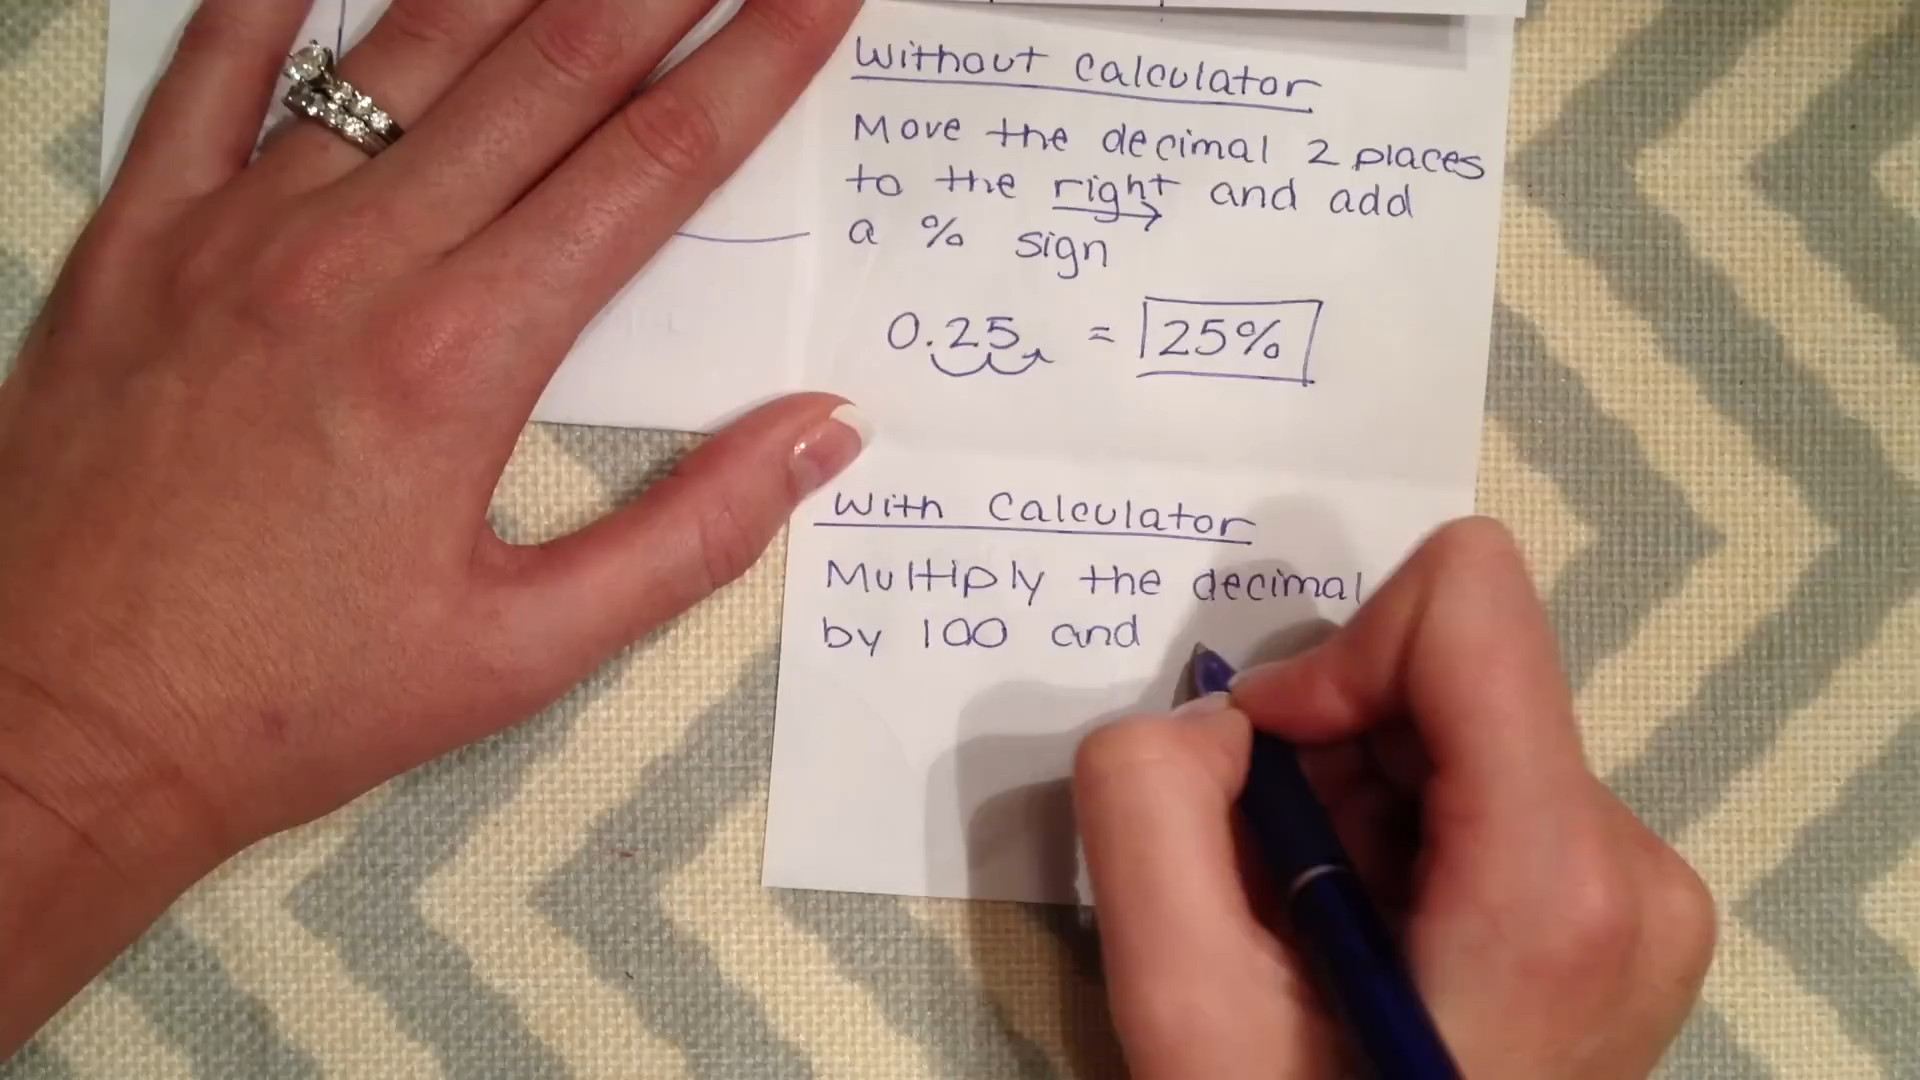 Without Calculator
Move the decimal 2 places
to the right and add
a % sign
0.25 = 25%
With Calculator
Multiply the decimal
by 100 and